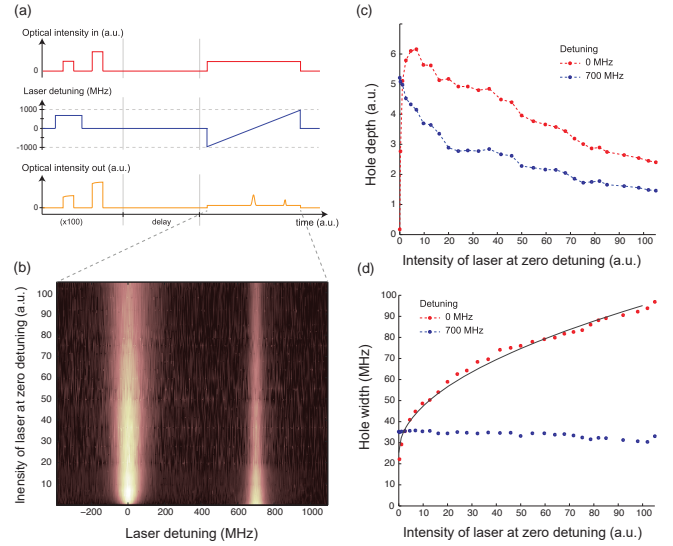 (a)
Optical intensity in (a.u.)
0
Laser detuning (MHz)
1000
0
-1000
Optical intensity out (a.u.)
0
(x100)
delay
time (a.u.)
(b)
Inensity of laser at zero detuning (a.u.)
100
90
80
70
60
50
40
30
20
10
−200 0 200 400 600 800 1000
Laser detuning (MHz)
(c)
Hole depth (a.u.)
Detuning
0 MHz
700 MHz
6
5
4
3
2
1
0
0 10 20 30 40 50 60 70 80 90 100
Intensity of laser at zero detuning (a.u.)
(d)
Hole width (MHz)
Detuning
0 MHz
700 MHz
100
90
80
70
60
50
40
30
20
10
0
0 10 20 30 40 50 60 70 80 90 100
Intensity of laser at zero detuning (a.u.)